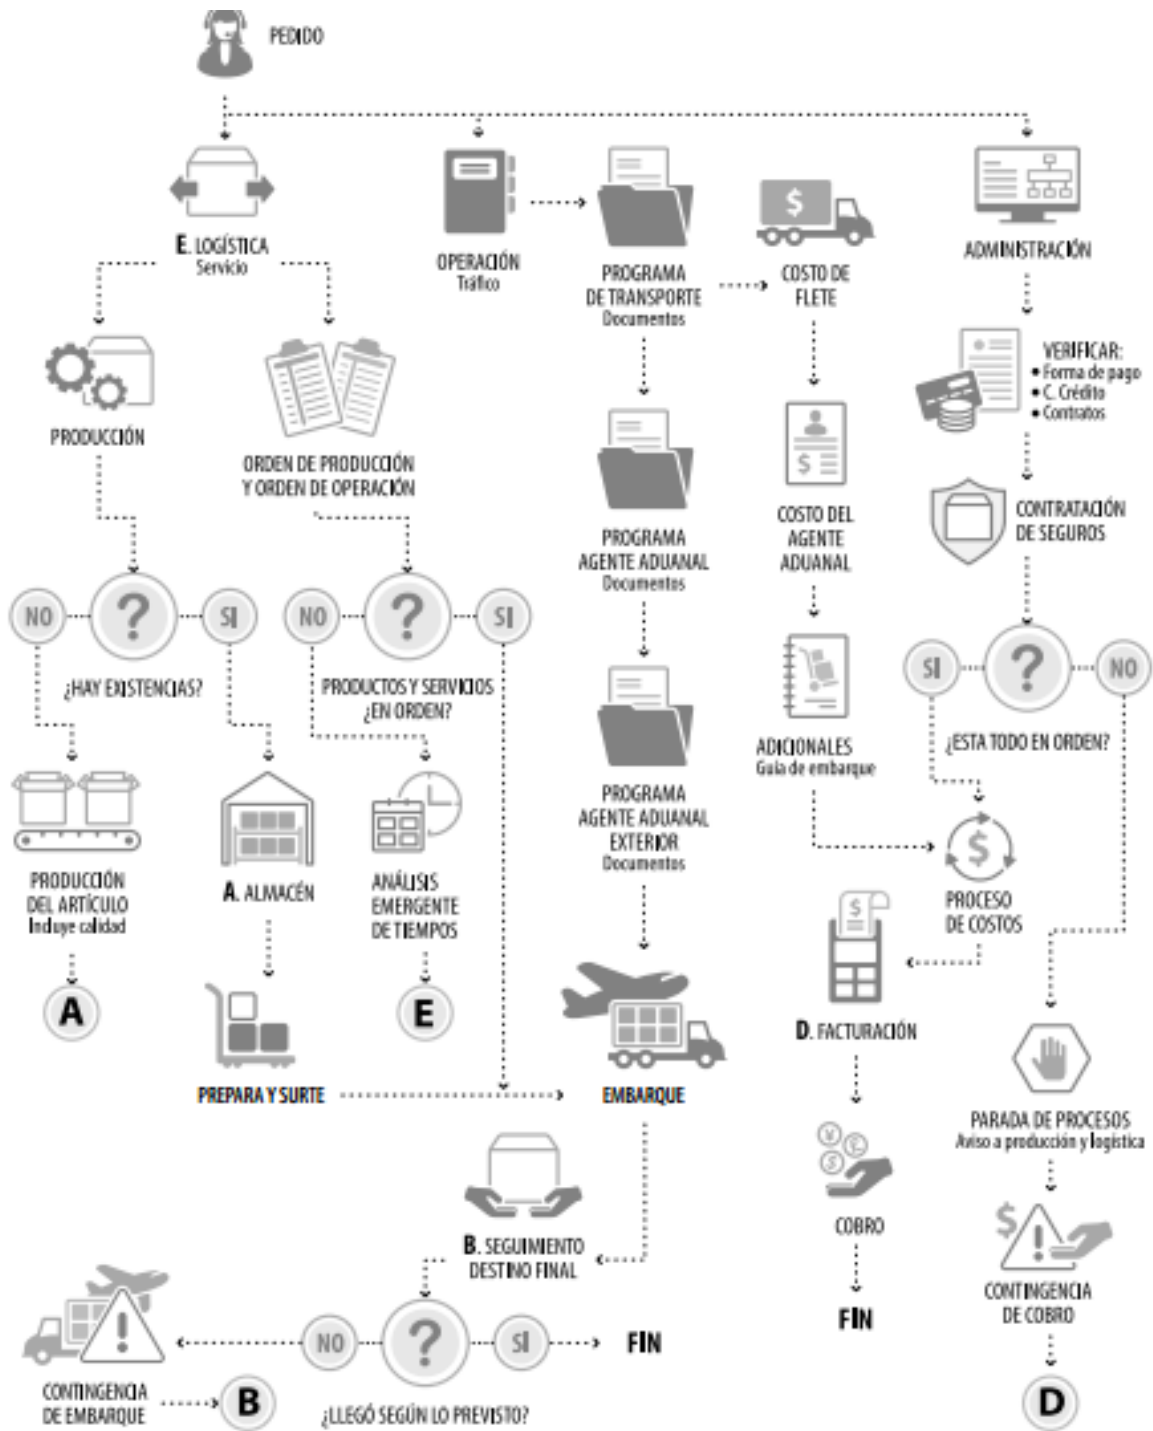 PEDIDO
E. LOGÍSTICA
Servicio
OPERACIÓN
Tráfico
PROGRAMA
DE TRANSPORTE
Documentos
COSTO DE
FLETE
ADMINISTRACIÓN
VERIFICAR:
• Forma de pago
• C. Crédito
• Contratos
PRODUCCIÓN
ORDEN DE PRODUCCIÓN
Y ORDEN DE OPERACIÓN
PROGRAMA
AGENTE ADUANAL
Documentos
COSTO DEL
AGENTE
ADUANAL
CONTRATACIÓN
DE SEGUROS
NO
?
SI
¿HAY EXISTENCIAS?
NO
?
SI
PRODUCTOS Y SERVICIOS
¿EN ORDEN?
SI
?
NO
¿ESTA TODO EN ORDEN?
ADICIONALES
Guía de embarque
PROGRAMA
AGENTE ADUANAL
EXTERIOR
Documentos
PRODUCCIÓN
DEL ARTÍCULO
Incluye calidad
A
A. ALMACÉN
ANÁLISIS
EMERGENTE
DE TIEMPOS
E
$
PROCESO
DE COSTOS
D. FACTURACIÓN
PREPARA Y SURTE
EMBARQUE
PARADA DE PROCESOS
Aviso a producción y logística
COBRO
FIN
CONTINGENCIA
DE COBRO
D
B. SEGUIMIENTO
DESTINO FINAL
NO
?
SI
FIN
¿LLEGÓ SEGÚN LO PREVISTO?
CONTINGENCIA
DE EMBARQUE
B